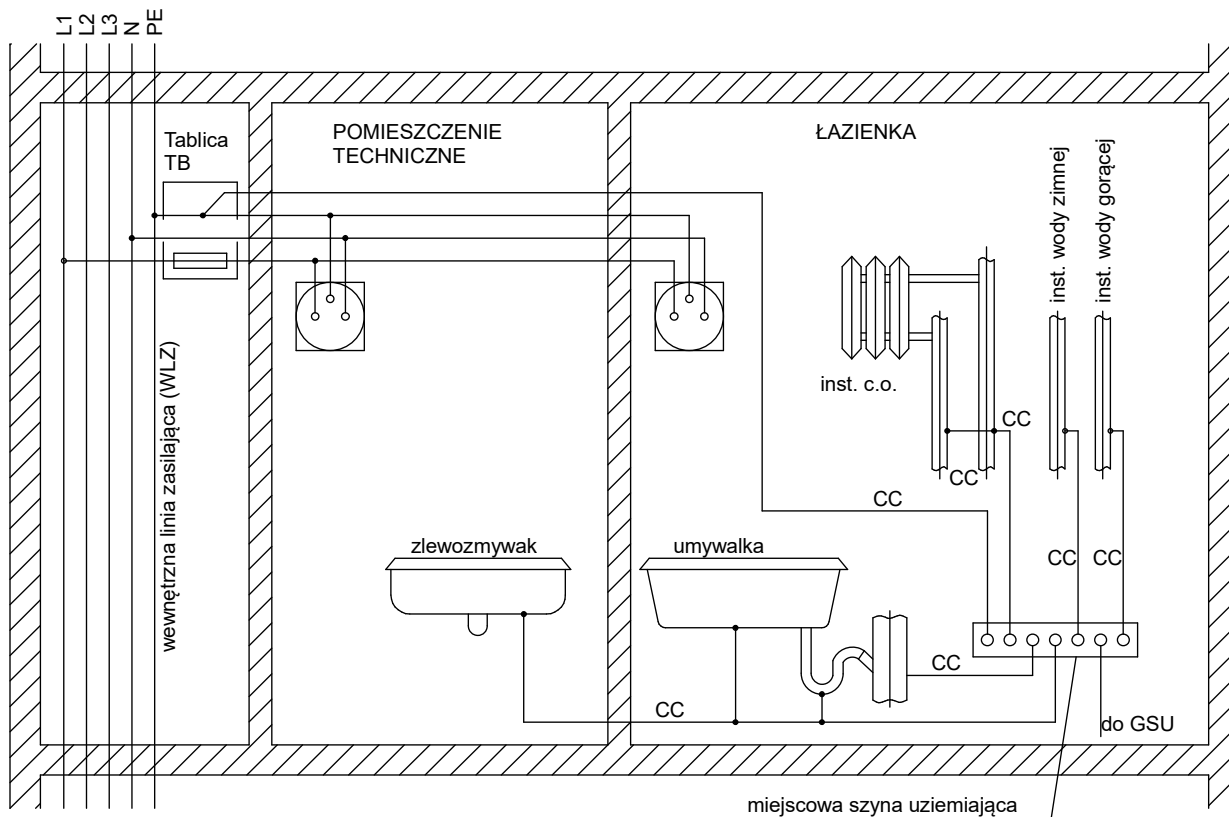 L1
L2
L3
N
PE
Tablica
TB
POMIESZCZENIE
TECHNICZNE
ŁAZIENKA
inst. wody zimnej
inst. wody gorącej
wewnętrzna linia zasilająca (WLZ)
inst. c.o.
CC
CC
CC
zlewozmywak
umywalka
CC
CC
CC
CC
do GSU
miejscowa szyna uziemiająca